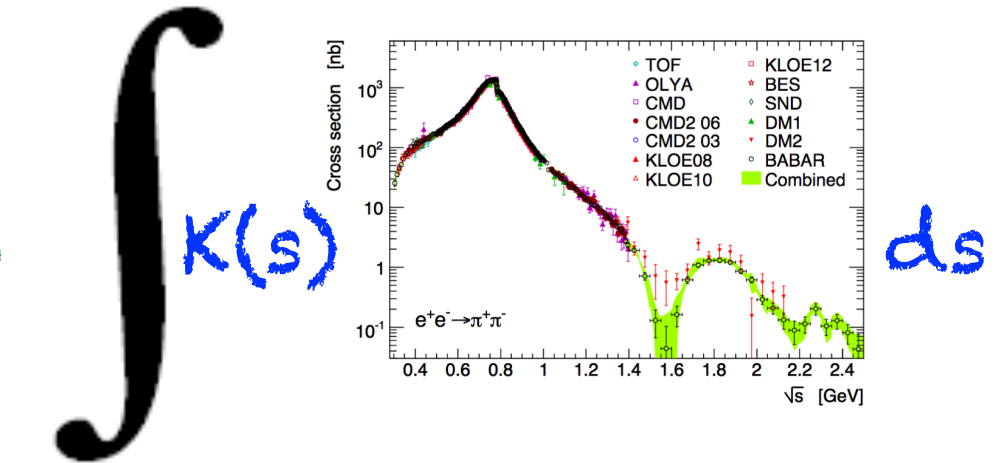 ∫ K(s) ds
Cross section [nb]
10³
10²
10
1
10⁻¹
TOF
OLYA
CMD
CMD2 06
CMD2 03
KLOE08
KLOE10
KLOE12
BES
SND
DM1
DM2
BABAR
Combined
e⁺e⁻→π⁺π⁻
0.4 0.6 0.8 1 1.2 1.4 1.6 1.8 2 2.2 2.4
√s [GeV]